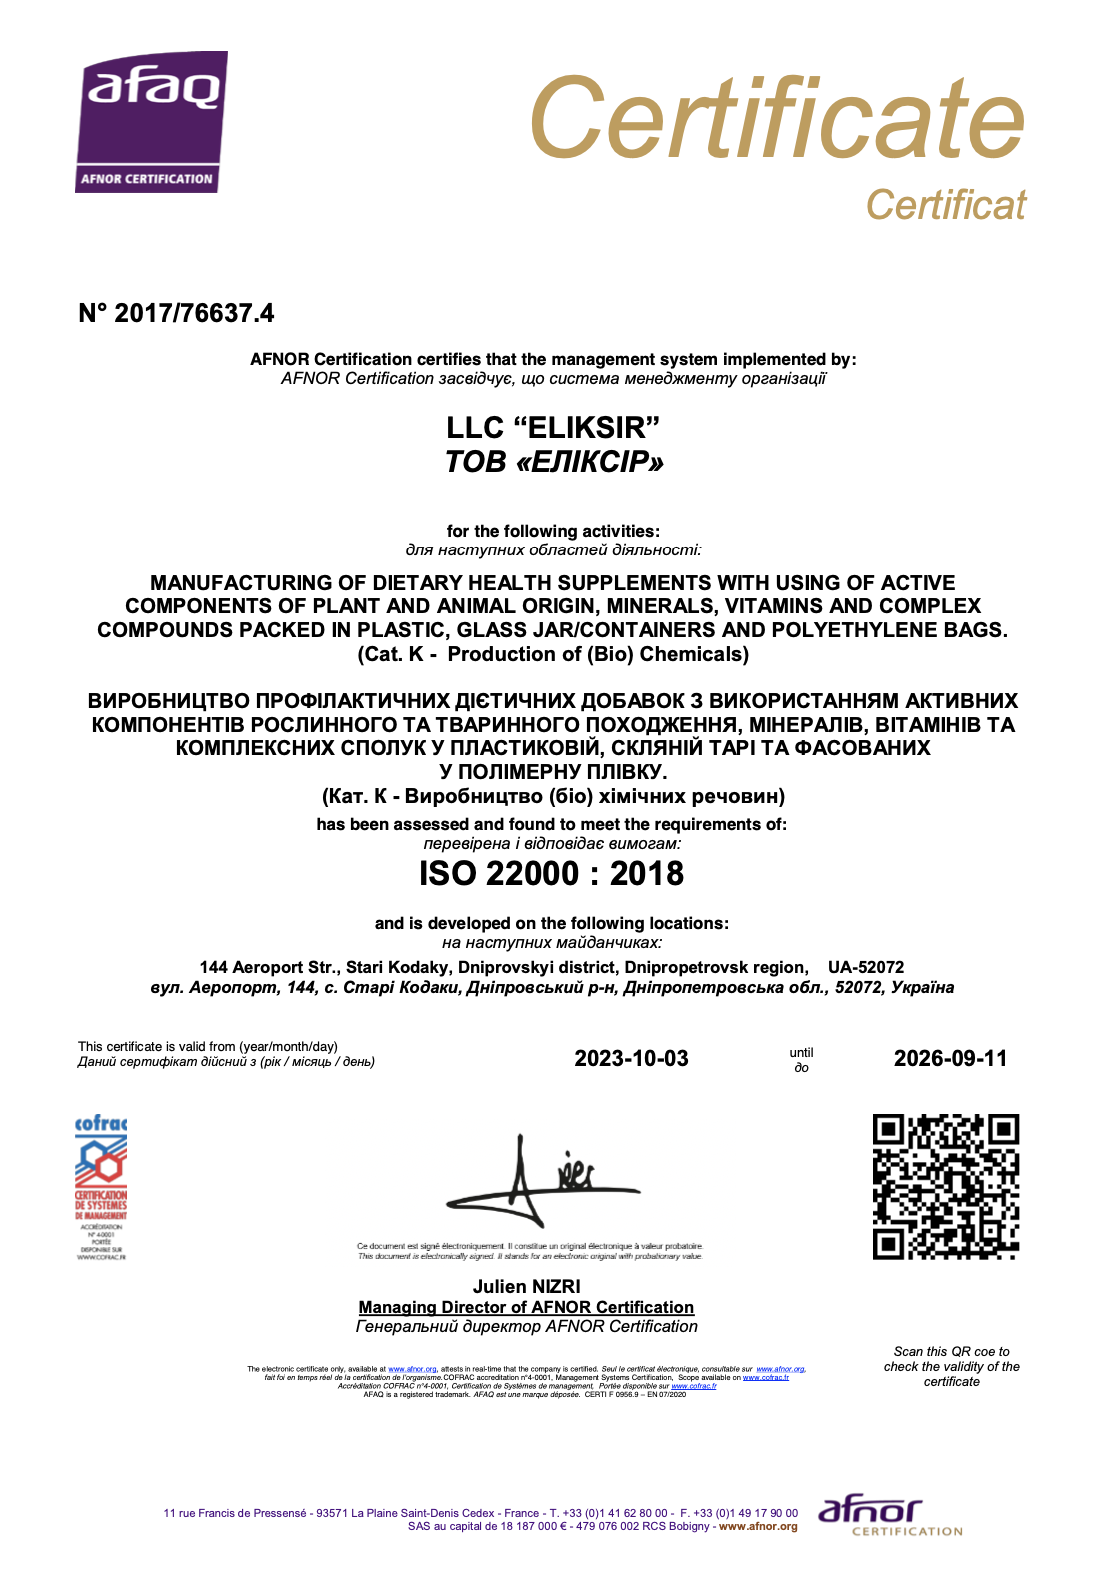 afaq
AFNOR CERTIFICATION
Certificate
Certificat
N° 2017/76637.4
AFNOR Certification certifies that the management system implemented by:
AFNOR Certification засвідчує, що система менеджменту організації
LLC “ELIKSIR”
ТОВ «ЕЛІКСІР»
for the following activities:
для наступних областей діяльності:
MANUFACTURING OF DIETARY HEALTH SUPPLEMENTS WITH USING OF ACTIVE
COMPONENTS OF PLANT AND ANIMAL ORIGIN, MINERALS, VITAMINS AND COMPLEX
COMPOUNDS PACKED IN PLASTIC, GLASS JAR/CONTAINERS AND POLYETHYLENE BAGS.
(Cat. K - Production of (Bio) Chemicals)
ВИРОБНИЦТВО ПРОФІЛАКТИЧНИХ ДІЄТИЧНИХ ДОБАВОК З ВИКОРИСТАННЯМ АКТИВНИХ
КОМПОНЕНТІВ РОСЛИННОГО ТА ТВАРИННОГО ПОХОДЖЕННЯ, МІНЕРАЛІВ, ВІТАМІНІВ ТА
КОМПЛЕКСНИХ СПОЛУК У ПЛАСТИКОВІЙ, СКЛЯНІЙ ТАРІ ТА ФАСОВАНИХ
У ПОЛІМЕРНУ ПЛІВКУ.
(Кат. К - Виробництво (біо) хімічних речовин)
has been assessed and found to meet the requirements of:
перевірена і відповідає вимогам:
ISO 22000 : 2018
and is developed on the following locations:
на наступних майданчиках:
144 Aeroport Str., Stari Kodaky, Dniprovskyi district, Dnipropetrovsk region, UA-52072
вул. Аеропорт, 144, с. Старі Кодаки, Дніпровський р-н, Дніпропетровська обл., 52072, Україна
This certificate is valid from (year/month/day)
Даний сертифікат дійсний з (рік / місяць / день)
2023-10-03
until
до
2026-09-11
cofrac
CERTIFICATION
DE SYSTEMES
DE MANAGEMENT
ACCRÉDITATION
N° 4-0001
PORTÉE
DISPONIBLE SUR
WWW.COFRAC.FR
Ce document est signé électroniquement. Il constitue un original électronique à valeur probatoire.
This document is electronically signed. It stands for an electronic original with probationary value.
Julien NIZRI
Managing Director of AFNOR Certification
Генеральний директор AFNOR Certification
Scan this QR coe to
check the validity of the
certificate
The electronic certificate only, available at www.afnor.org, attests in real-time that the company is certified. Seul le certificat électronique, consultable sur www.afnor.org,
fait foi en temps réel de la certification de l'organisme.COFRAC accreditation n°4-0001, Management Systems Certification, Scope available on www.cofrac.fr
Accréditation COFRAC n°4-0001, Certification de Systèmes de management, Portée disponible sur www.cofrac.fr
AFAQ is a registered trademark. AFAQ est une marque déposée. CERTI F 0956.9 – EN 07/2020
11 rue Francis de Pressensé - 93571 La Plaine Saint-Denis Cedex - France - T. +33 (0)1 41 62 80 00 - F. +33 (0)1 49 17 90 00
SAS au capital de 18 187 000 € - 479 076 002 RCS Bobigny - www.afnor.org
afnor
CERTIFICATION